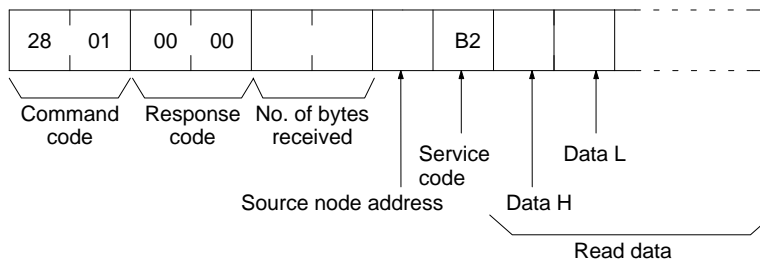 28 01 00 00 B2
Command code
Response code
No. of bytes received
Service code
Data L
Source node address
Data H
Read data